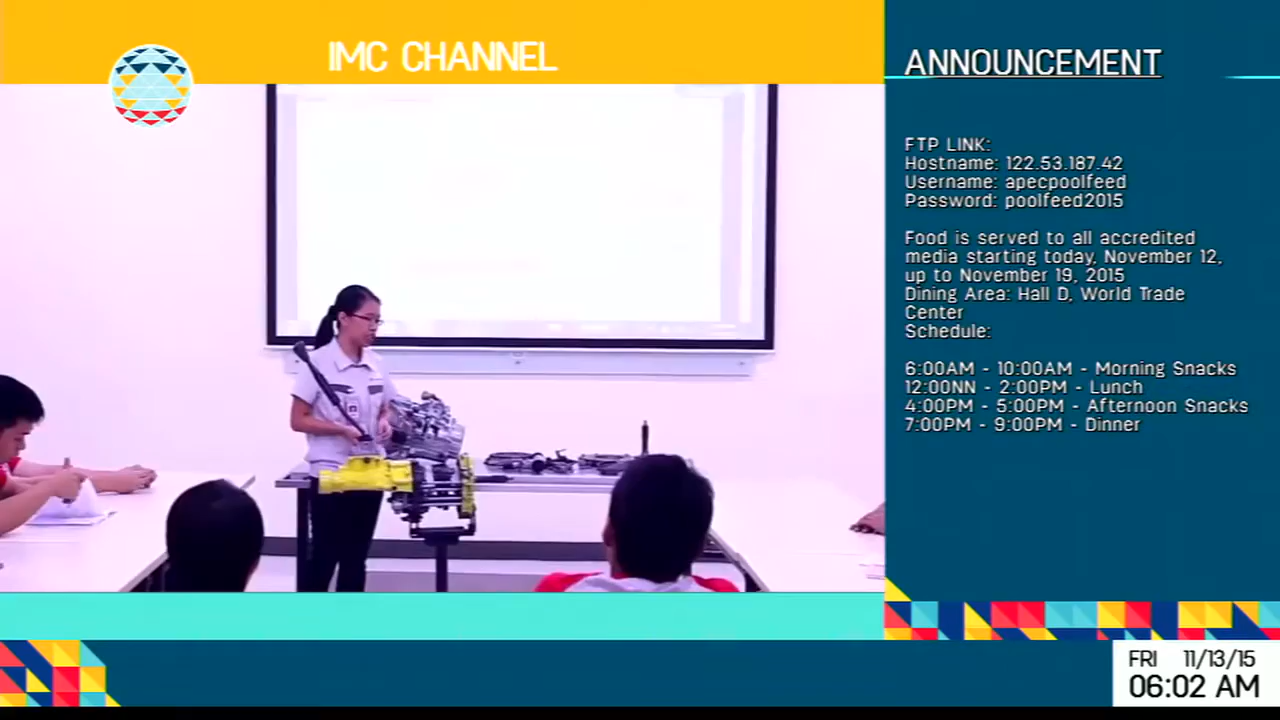 IMC CHANNEL
ANNOUNCEMENT
FTP LINK:
Hostname: 122.53.187.42
Username: apecpoolfeed
Password: poolfeed2015
Food is served to all accredited
media starting today, November 12,
up to November 19, 2015
Dining Area: Hall D, World Trade
Center
Schedule:
6:00AM - 10:00AM - Morning Snacks
12:00NN - 2:00PM - Lunch
4:00PM - 5:00PM - Afternoon Snacks
7:00PM - 9:00PM - Dinner
FRI 11/13/15
06:02 AM